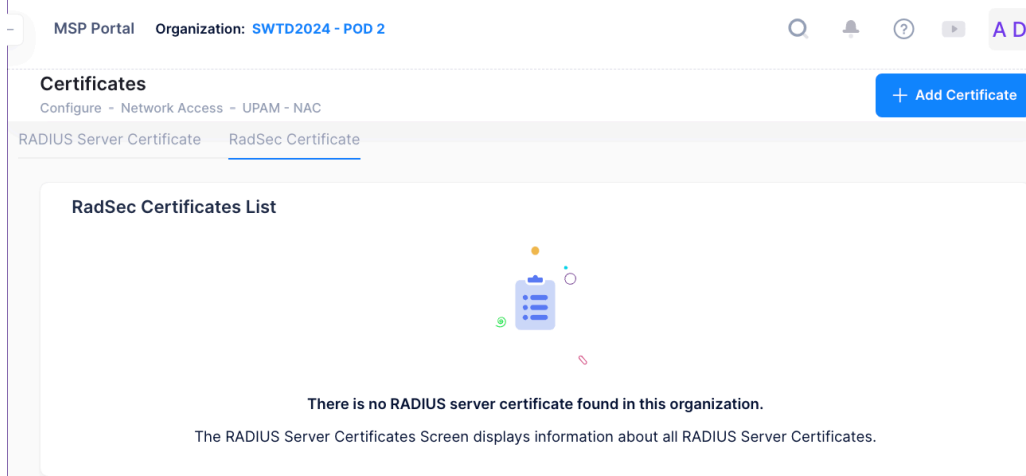 MSP Portal Organization: SWTD2024 - POD 2
A D
Certificates
Configure - Network Access - UPAM - NAC
+ Add Certificate
RADIUS Server Certificate RadSec Certificate
RadSec Certificates List
There is no RADIUS server certificate found in this organization.
The RADIUS Server Certificates Screen displays information about all RADIUS Server Certificates.